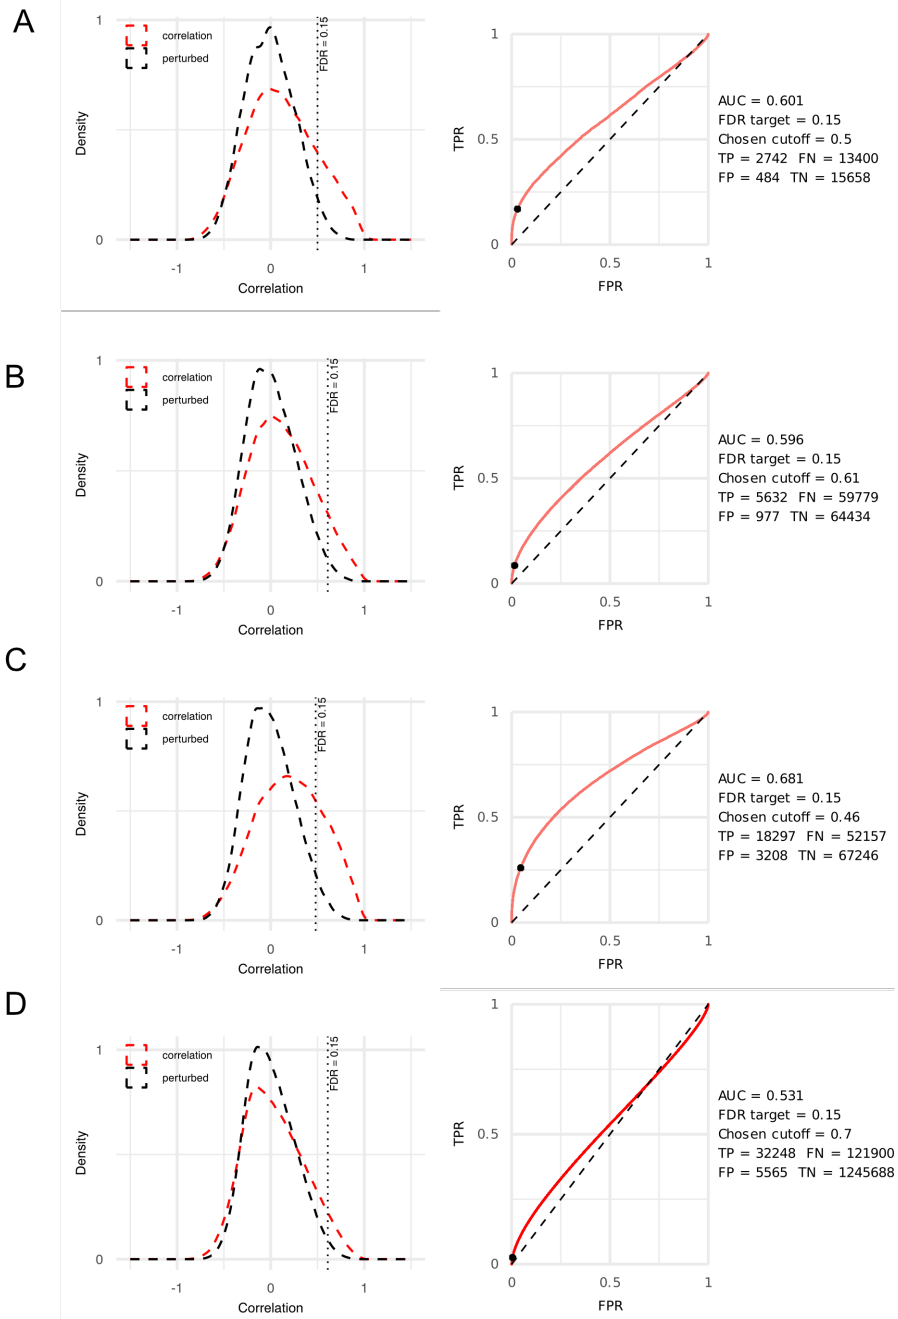 A
1
0
Density
correlation
perturbed
FDR = 0.15
-1
0
1
Correlation
1
0.5
0
TPR
0
0.5
1
FPR
AUC = 0.601
FDR target = 0.15
Chosen cutoff = 0.5
TP = 2742 FN = 13400
FP = 484 TN = 15658
B
1
0
Density
correlation
perturbed
FDR = 0.15
-1
0
1
Correlation
1
0.5
0
TPR
0
0.5
1
FPR
AUC = 0.596
FDR target = 0.15
Chosen cutoff = 0.61
TP = 5632 FN = 59779
FP = 977 TN = 64434
C
1
0
Density
correlation
perturbed
FDR = 0.15
-1
0
1
Correlation
1
0.5
0
TPR
0
0.5
1
FPR
AUC = 0.681
FDR target = 0.15
Chosen cutoff = 0.46
TP = 18297 FN = 52157
FP = 3208 TN = 67246
D
1
0
Density
correlation
perturbed
FDR = 0.15
-1
0
1
Correlation
1
0.5
0
TPR
0
0.5
1
FPR
AUC = 0.531
FDR target = 0.15
Chosen cutoff = 0.7
TP = 32248 FN = 121900
FP = 5565 TN = 1245688